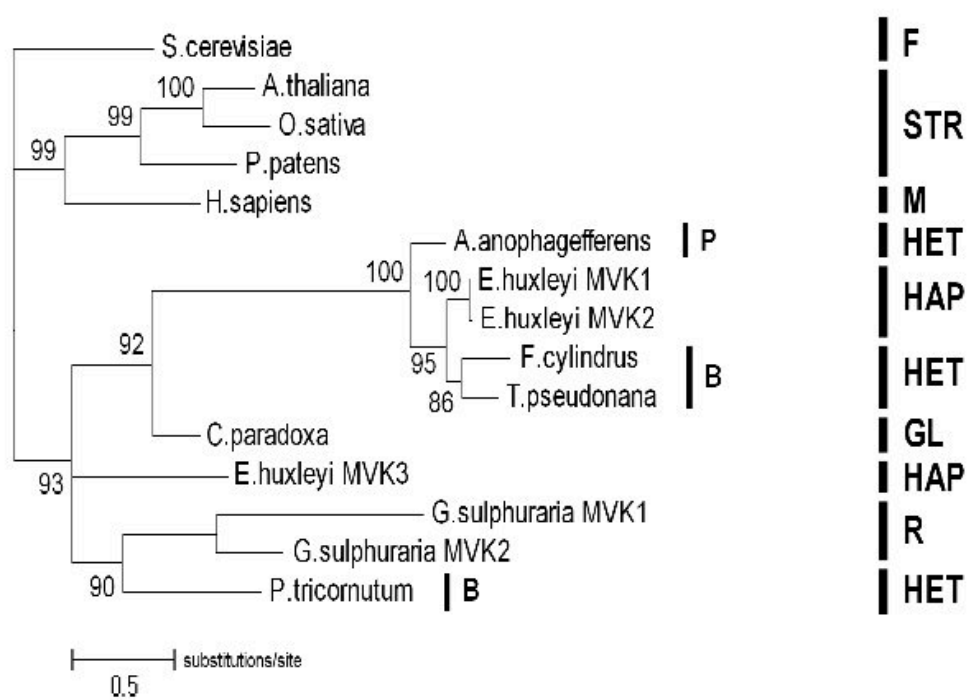 S.cerevisiae F
100 A.thaliana
O.sativa STR
99
P.patens
99
H.sapiens M
A.anophagefferens P HET
100
100 E.huxleyi MVK1 HAP
E.huxleyi MVK2
92
95 F.cylindrus
B HET
86 T.pseudonana
C.paradoxa GL
93 E.huxleyi MVK3 HAP
G.sulphuraria MVK1
R
G.sulphuraria MVK2
90 P.tricornutum B HET
substitutions/site
0.5